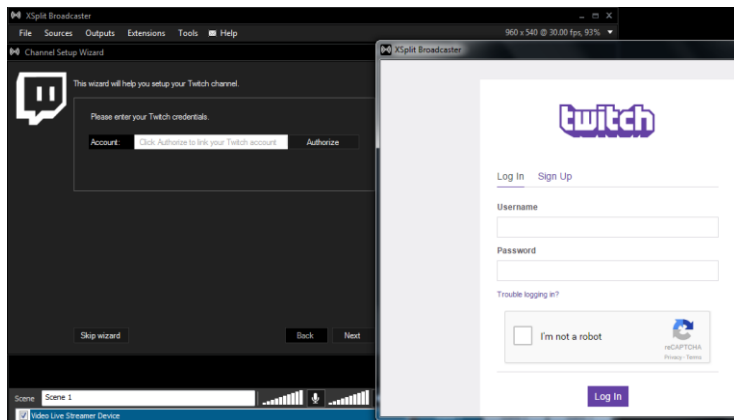 XSplit Broadcaster
File Sources Outputs Extensions Tools Help
960 x 540 @ 30.00 fps, 93%
Channel Setup Wizard
This wizard will help you setup your Twitch channel.
Please enter your Twitch credentials.
Account: Click Authorize to link your Twitch account Authorize
Skip wizard Back Next
Scene Scene 1
Video Live Streamer Device
XSplit Broadcaster
twitch
Log In Sign Up
Username
Password
Trouble logging in?
I'm not a robot
reCAPTCHA
Privacy - Terms
Log In